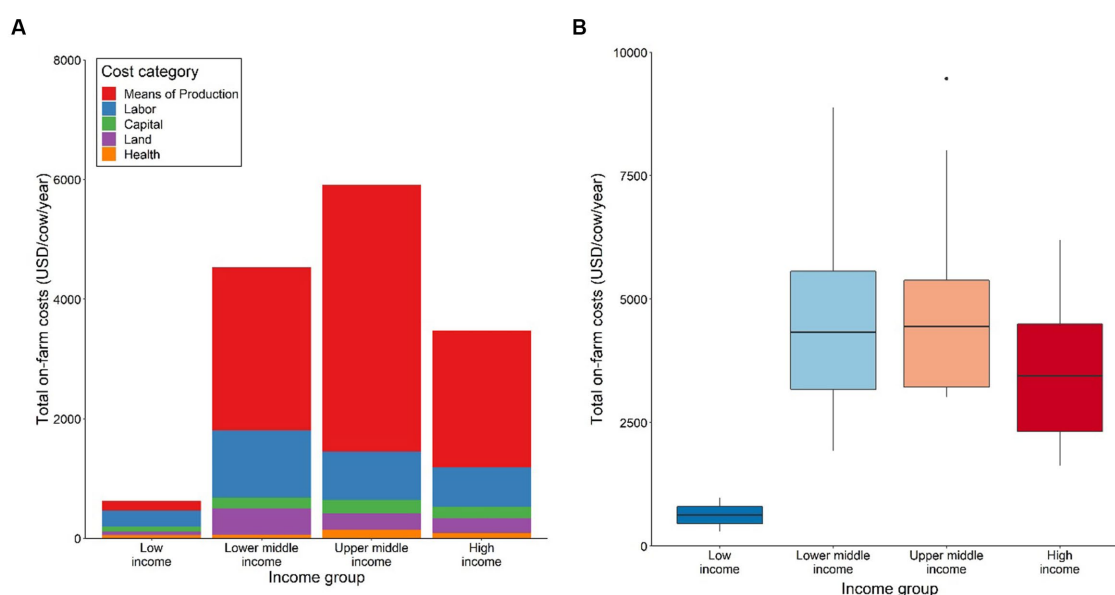 A
Total on-farm costs (USD/cow/year)
8000
6000
4000
2000
0
Cost category
Means of Production
Labor
Capital
Land
Health
Low
income
Lower middle
income
Upper middle
income
High
income
Income group
B
Total on-farm costs (USD/cow/year)
10000
7500
5000
2500
0
Low
income
Lower middle
income
Upper middle
income
High
income
Income group